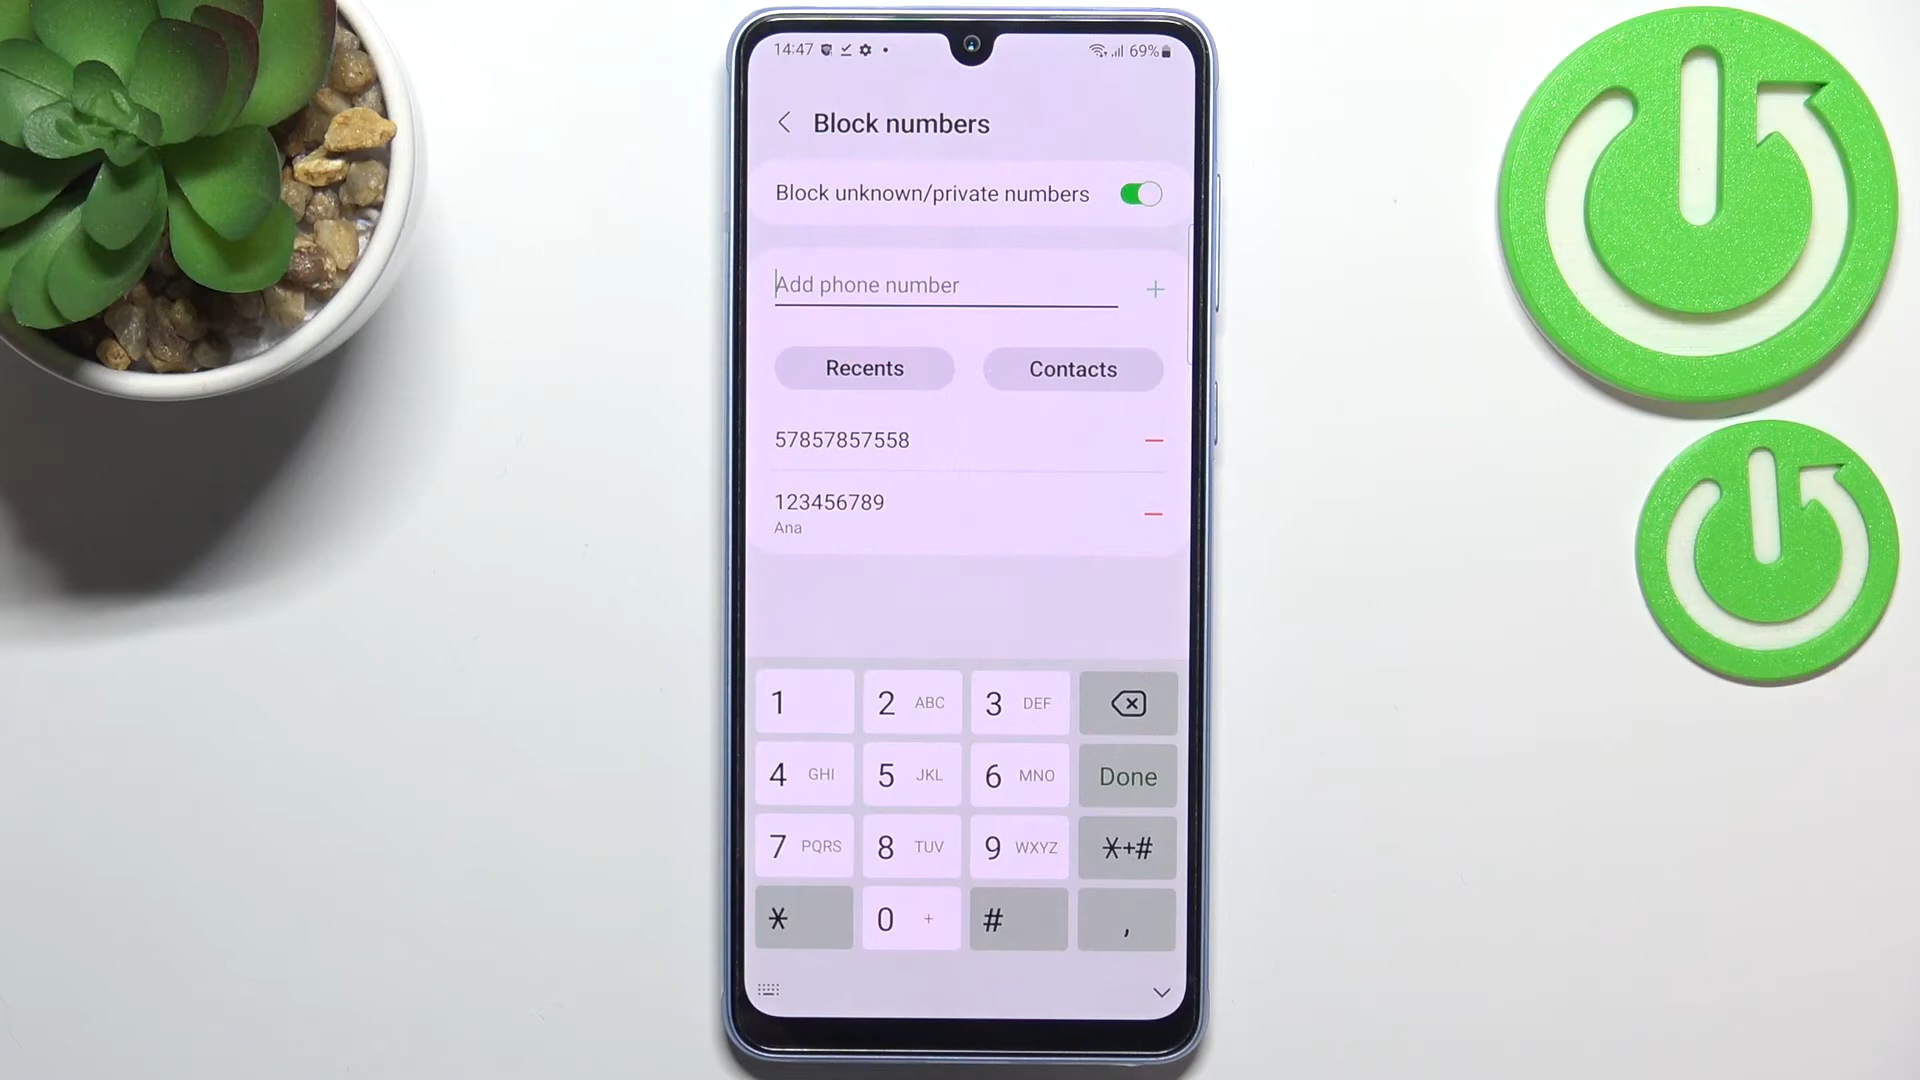 14:47 69%
Block numbers
Block unknown/private numbers
Add phone number +
Recents Contacts
57857857558
123456789
Ana
1 2 ABC 3 DEF
4 GHI 5 JKL 6 MNO Done
7 PQRS 8 TUV 9 WXYZ *+#
* 0 + # ,